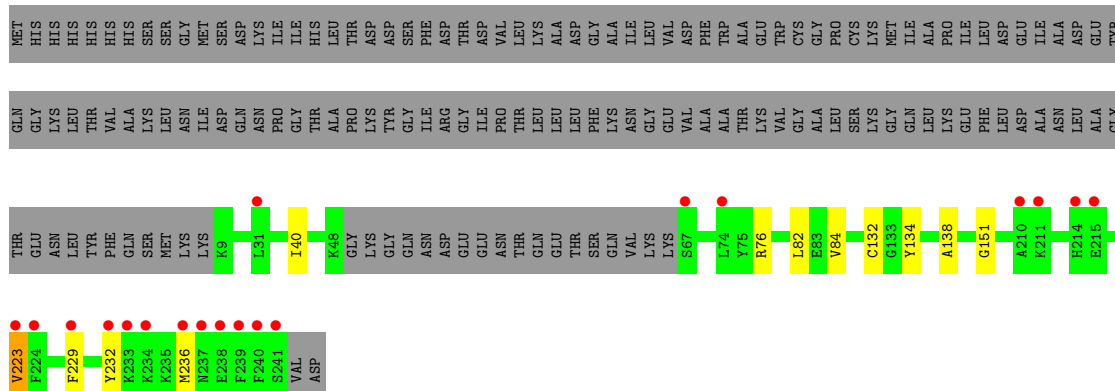 MET HIS HIS HIS HIS HIS HIS SER SER GLY MET SER ASP LYS ILE ILE HIS LEU THR ASP ASP SER PHE ASP THR ASP VAL LEU LYS ALA ASP GLY ALA ILE LEU VAL ASP PHE TRP ALA GLU TRP CYS GLY PRO CYS LYS MET ILE ALA PRO ILE LEU ASP GLU ILE ALA ASP GLU TYR
GLN GLY LYS LEU THR VAL ALA LYS LEU ASN ILE ASP GLN ASN PRO GLY THR ALA PRO LYS TYR GLY ILE ARG GLY ILE PRO THR LEU LEU LEU PHE LYS ASN GLY GLU VAL ALA ALA THR LYS VAL GLY ALA LEU SER LYS GLY GLN LEU LYS GLU PHE LEU ASP ALA ASN LEU ALA GLY
THR GLU ASN LEU TYR PHE GLN SER MET LYS LYS K9 L31 I40 K48 GLY LYS GLY GLN ASN ASP GLU GLU ASN THR GLN GLU THR SER GLN VAL LYS LYS S67 L74 Y75 R76 L82 E83 V84 C132 G133 Y134 A138 G151 A210 K211 H214 E215
V223 F224 F229 Y232 K233 K234 K235 M236 N237 E238 F239 F240 S241 VAL ASP